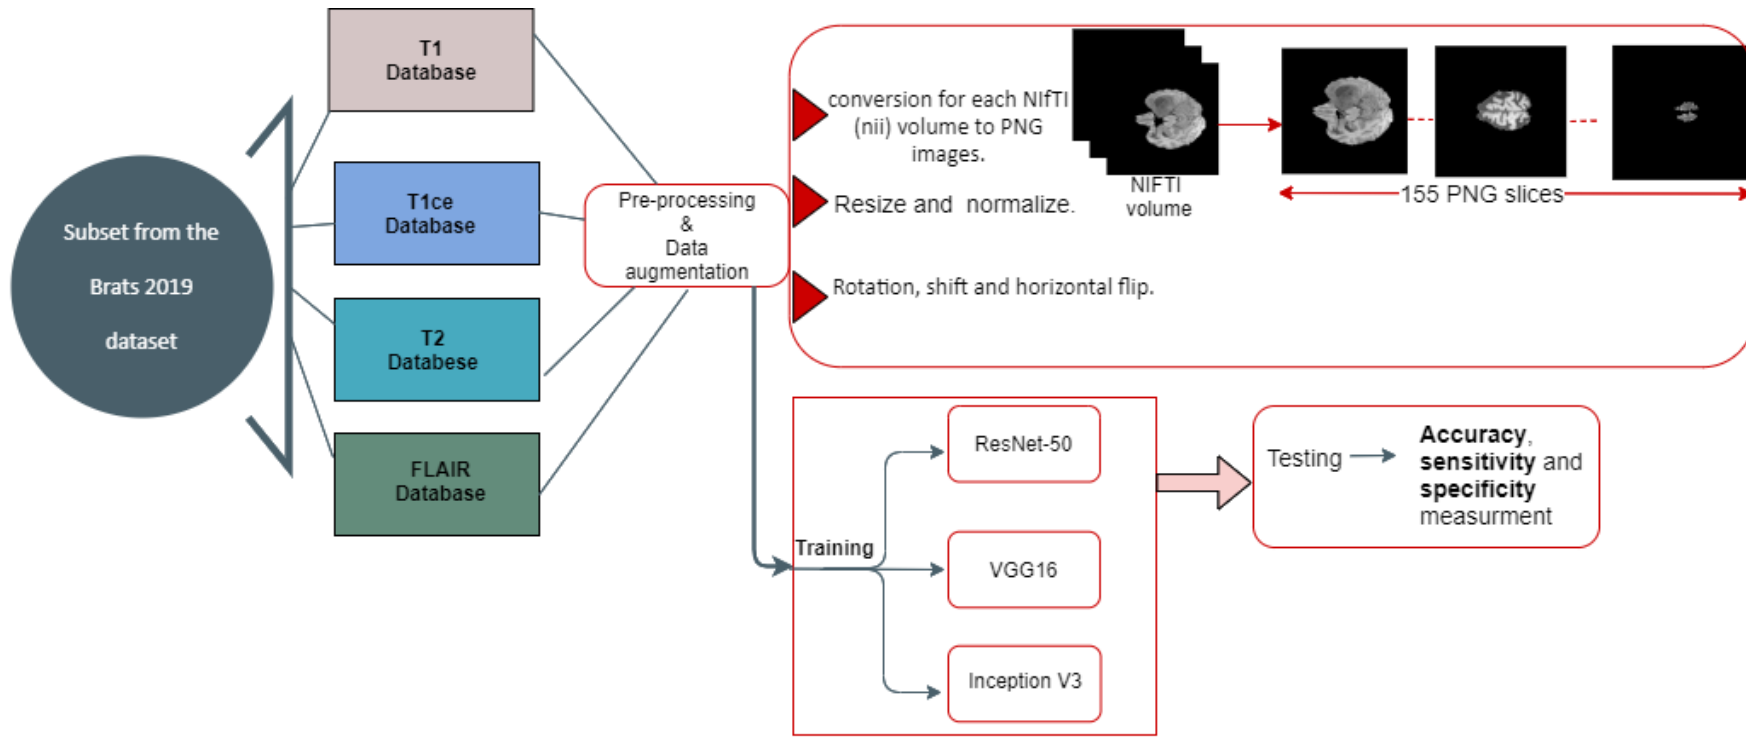 Subset from the
Brats 2019
dataset
T1
Database
T1ce
Database
T2
Databese
FLAIR
Database
Pre-processing
&
Data
augmentation
conversion for each NIfTI
(nii) volume to PNG
images.
Resize and normalize.
Rotation, shift and horizontal flip.
NIFTI
volume
155 PNG slices
Training
ResNet-50
VGG16
Inception V3
Testing
Accuracy,
sensitivity and
specificity
measurment